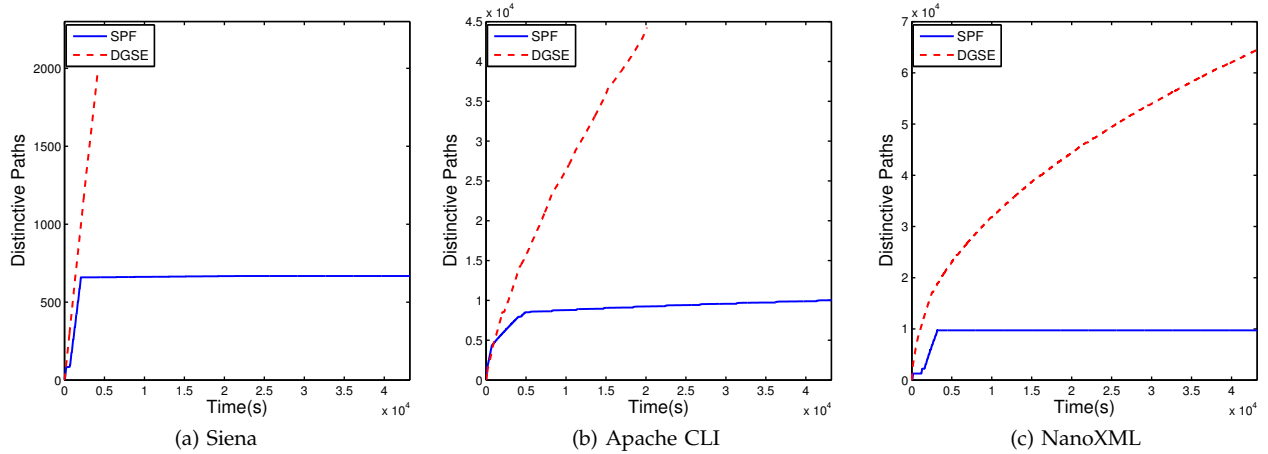 SPF
DGSE
2000
1500
1000
500
0
Distinctive Paths
0 0.5 1 1.5 2 2.5 3 3.5 4
x 10^4
Time(s)
(a) Siena
x 10^4
4.5
SPF
DGSE
4
3.5
3
2.5
2
1.5
1
0.5
0
Distinctive Paths
0 0.5 1 1.5 2 2.5 3 3.5 4
x 10^4
Time(s)
(b) Apache CLI
x 10^4
7
SPF
DGSE
6
5
4
3
2
1
0
Distinctive Paths
0 0.5 1 1.5 2 2.5 3 3.5 4
x 10^4
Time(s)
(c) NanoXML